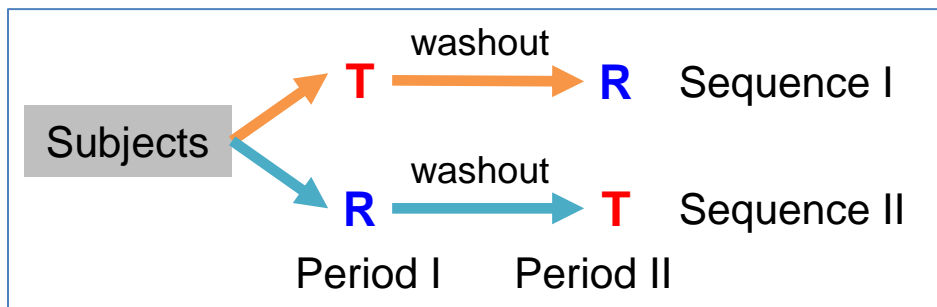 washout
T R Sequence I
Subjects
washout
R T Sequence II
Period I Period II